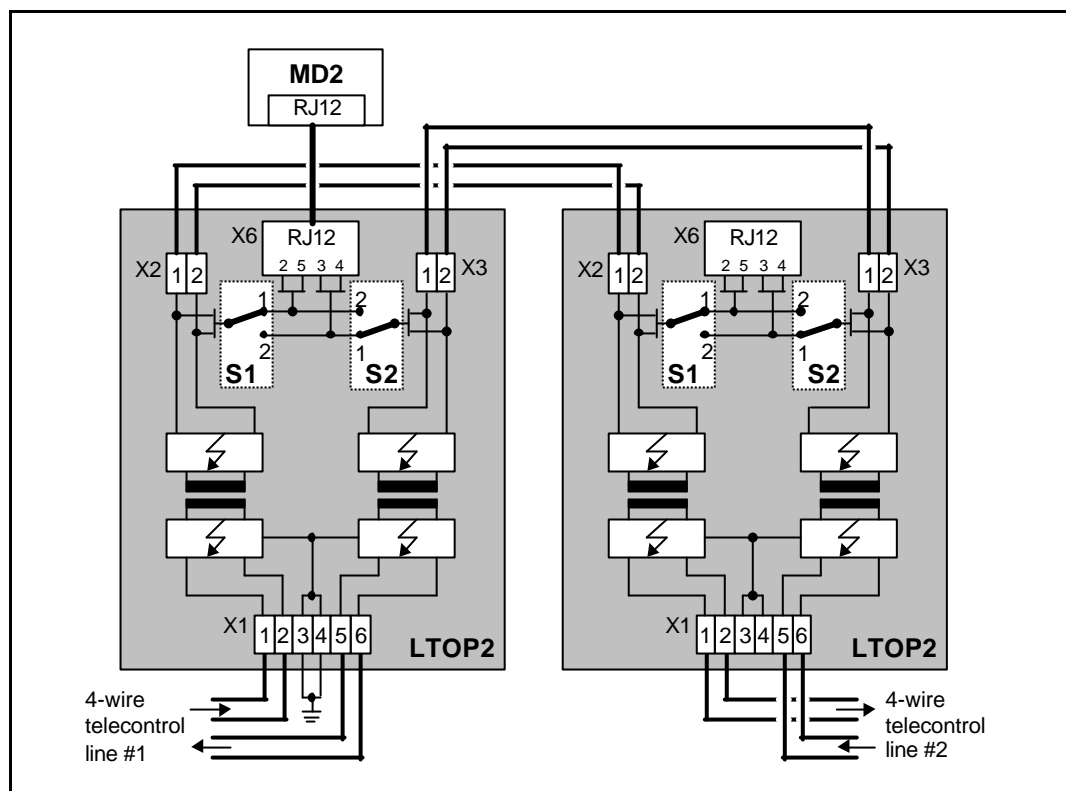 MD2
RJ12
X6
RJ12
2 5 3 4
X2
1 2
1 2
X3
1
2
S1
2
1
S2
X1
1 2 3 4 5 6
LTOP2
4-wire
telecontrol
line #1
X6
RJ12
2 5 3 4
X2
1 2
1 2
X3
1
2
S1
2
1
S2
X1
1 2 3 4 5 6
LTOP2
4-wire
telecontrol
line #2